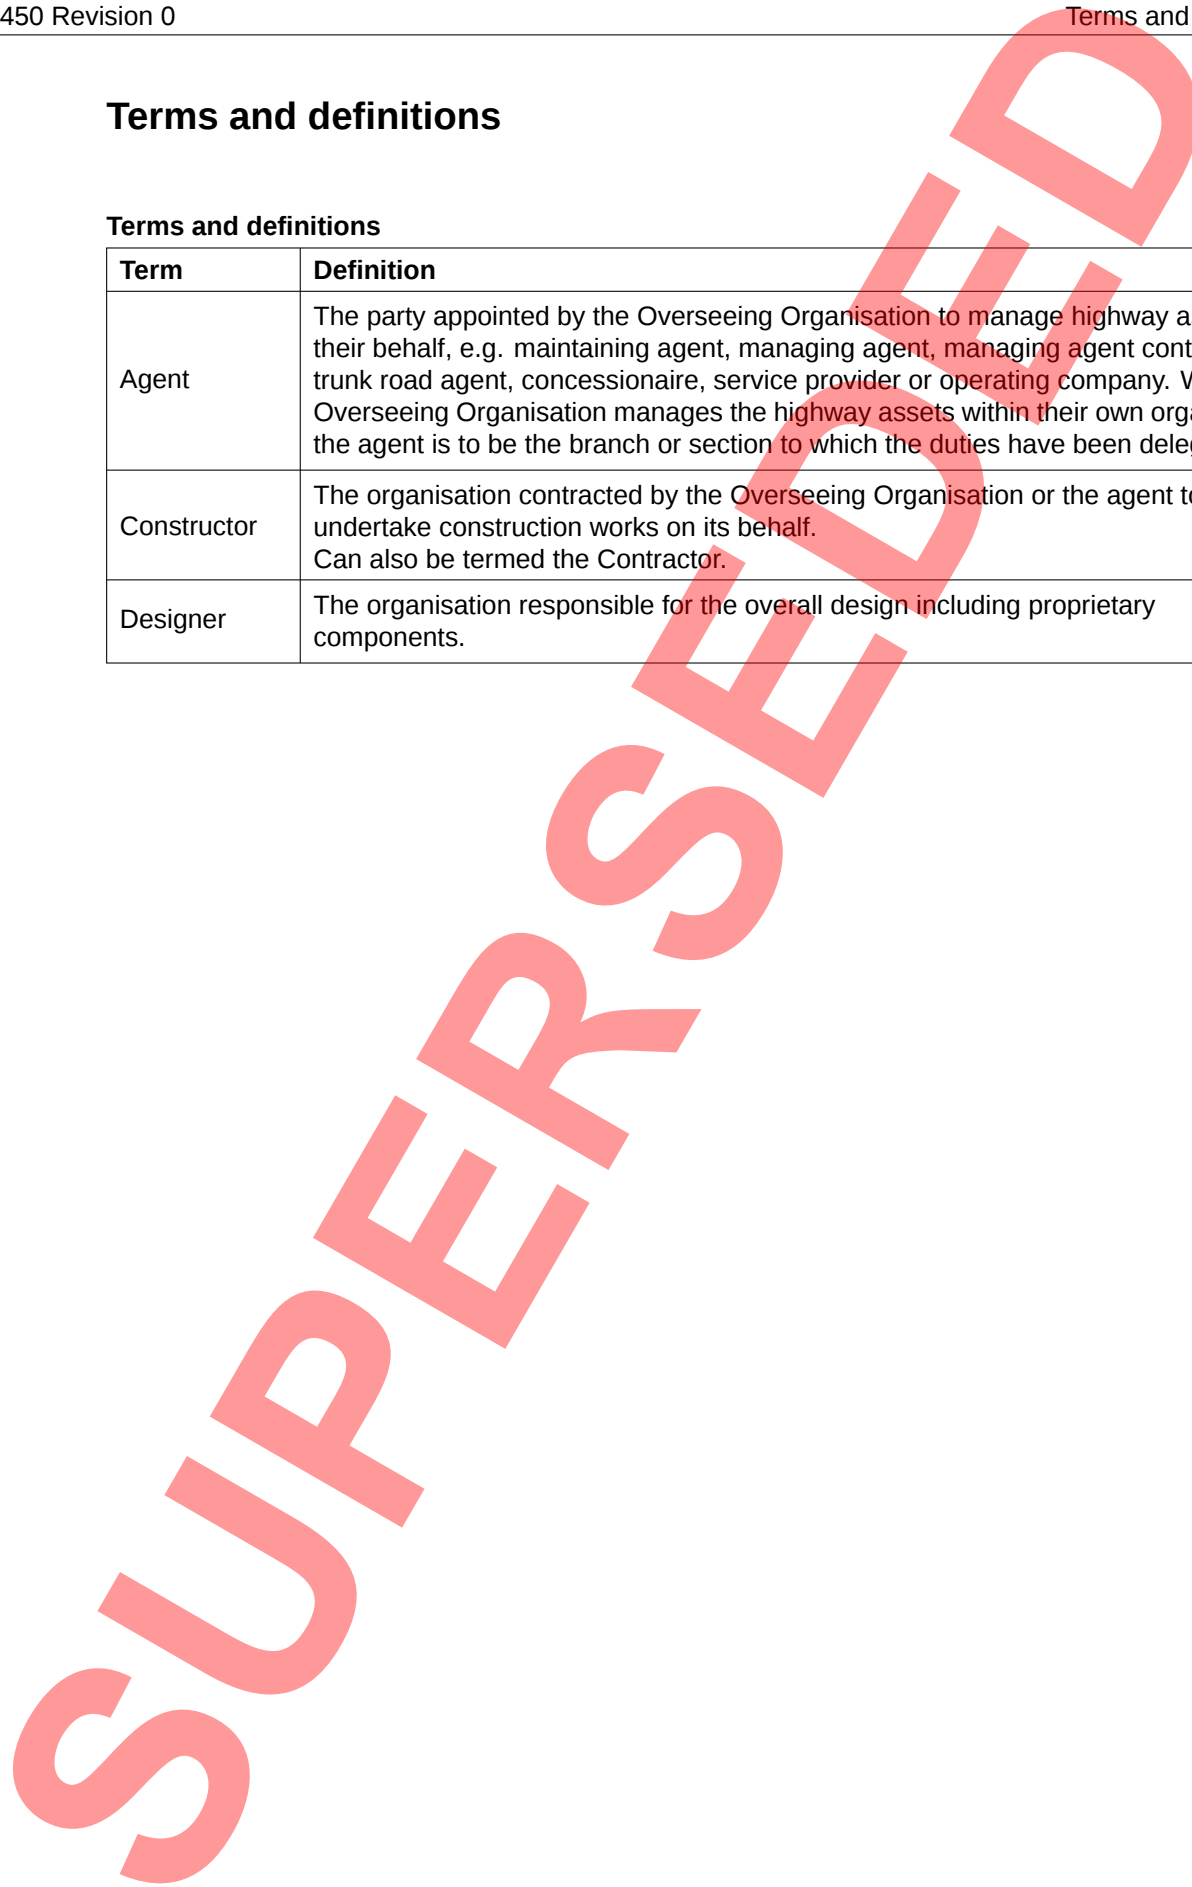 450 Revision 0 Terms and
Terms and definitions
Terms and definitions
Term Definition
Agent
The party appointed by the Overseeing Organisation to manage highway
their behalf, e.g. maintaining agent, managing agent, managing agent
trunk road agent, concessionaire, service provider or operating company.
Overseeing Organisation manages the highway assets within their own
the agent is to be the branch or section to which the duties have been
Constructor
The organisation contracted by the Overseeing Organisation or the agent to
undertake construction works on its behalf.
Can also be termed the Contractor.
Designer
The organisation responsible for the overall design including proprietary
components.
SUPERSEDED